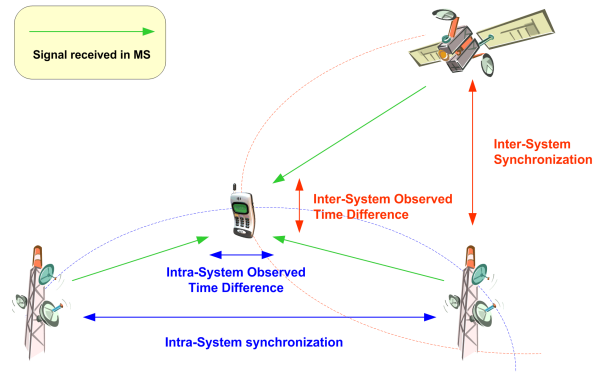 Signal received in MS
Inter-System
Synchronization
Inter-System Observed
Time Difference
Intra-System Observed
Time Difference
Intra-System synchronization